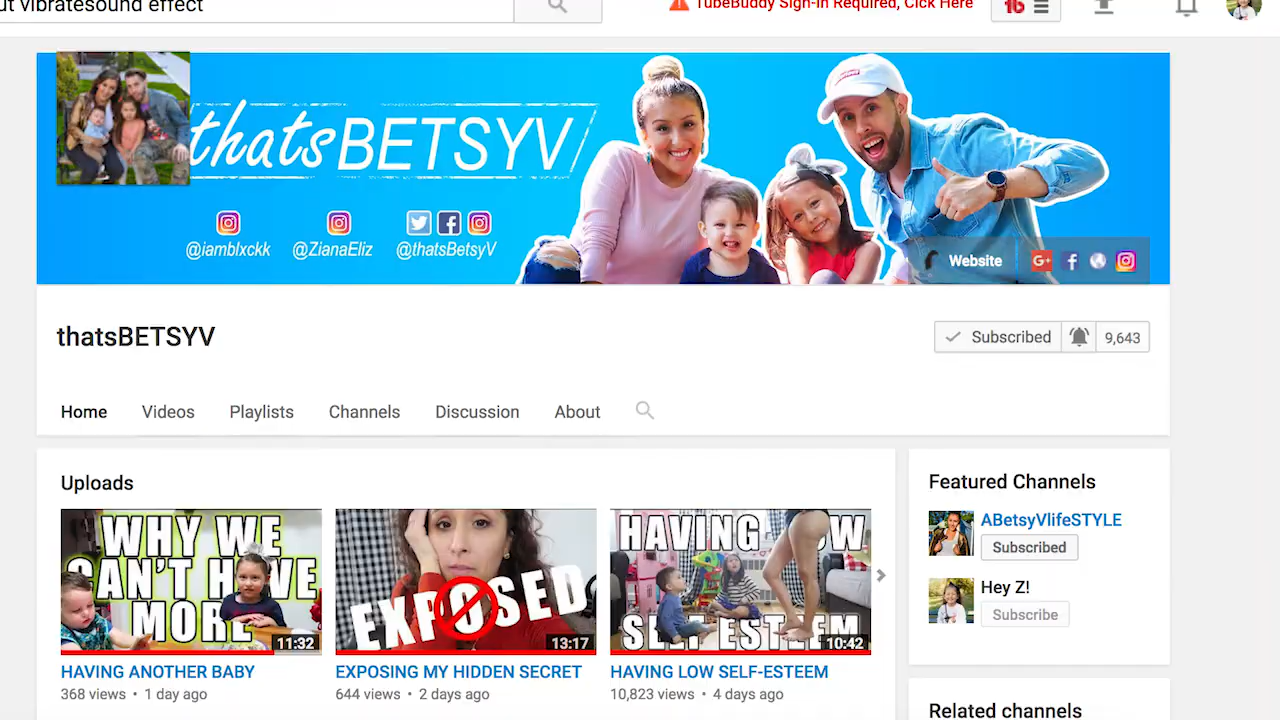 ut vibratesound effect
TubeBuddy Sign-In Required, Click Here
16
thatsBETSYV
@iamblxckk @ZianaEliz @thatsBetsyV
Website
G+
thatsBETSYV
Subscribed 9,643
Home Videos Playlists Channels Discussion About
Uploads
WHY WE
CAN'T HAVE
MORE
11:32
HAVING ANOTHER BABY
368 views • 1 day ago
EXPOSED
13:17
EXPOSING MY HIDDEN SECRET
644 views • 2 days ago
HAVING
10:42
HAVING LOW SELF-ESTEEM
10,823 views • 4 days ago
Featured Channels
ABetsyVlifeSTYLE
Subscribed
Hey Z!
Subscribe
Related channels